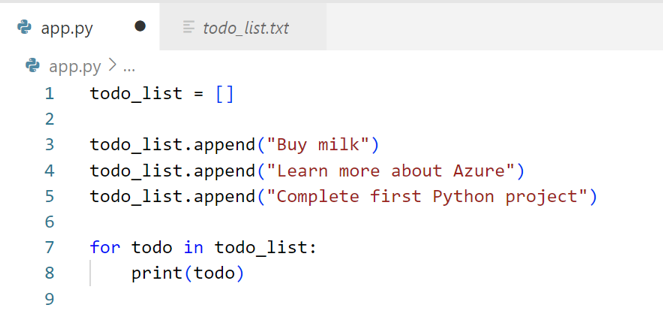 app.py todo_list.txt
app.py > ...
1 todo_list = []
2
3 todo_list.append("Buy milk")
4 todo_list.append("Learn more about Azure")
5 todo_list.append("Complete first Python project")
6
7 for todo in todo_list:
8     print(todo)
9